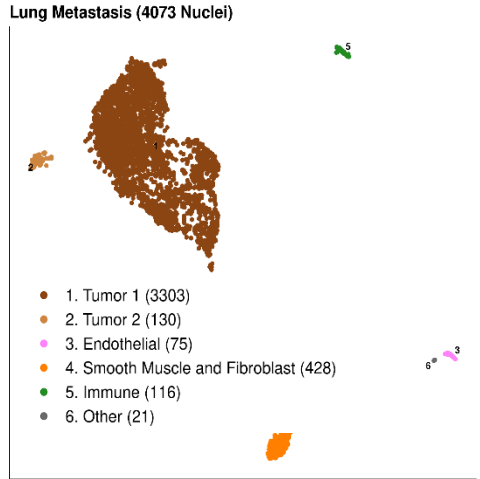 Lung Metastasis (4073 Nuclei)
5
1
2
1. Tumor 1 (3303)
2. Tumor 2 (130)
3. Endothelial (75)
4. Smooth Muscle and Fibroblast (428)
5. Immune (116)
6. Other (21)
3
6